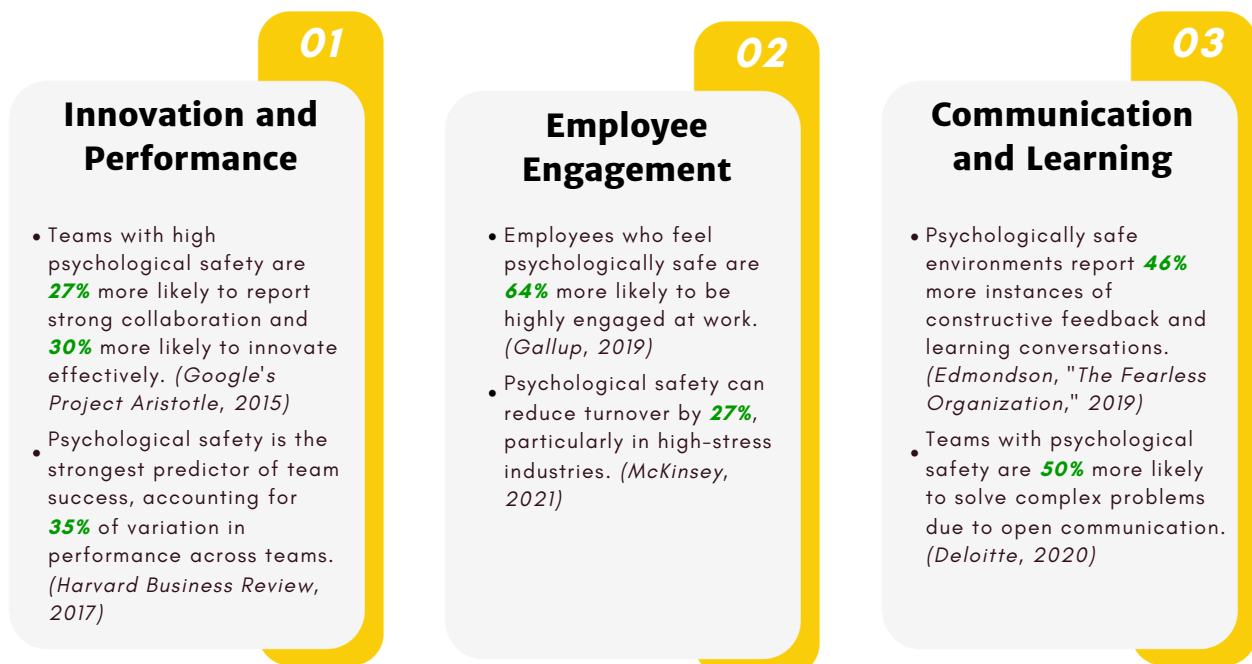 01
Innovation and
Performance
• Teams with high
psychological safety are
27% more likely to report
strong collaboration and
30% more likely to innovate
effectively. (Google's
Project Aristotle, 2015)
• Psychological safety is the
strongest predictor of team
success, accounting for
35% of variation in
performance across teams.
(Harvard Business Review,
2017)
02
Employee
Engagement
• Employees who feel
psychologically safe are
64% more likely to be
highly engaged at work.
(Gallup, 2019)
• Psychological safety can
reduce turnover by 27%,
particularly in high-stress
industries. (McKinsey,
2021)
03
Communication
and Learning
• Psychologically safe
environments report 46%
more instances of
constructive feedback and
learning conversations.
(Edmondson, "The Fearless
Organization," 2019)
• Teams with psychological
safety are 50% more likely
to solve complex problems
due to open communication.
(Deloitte, 2020)